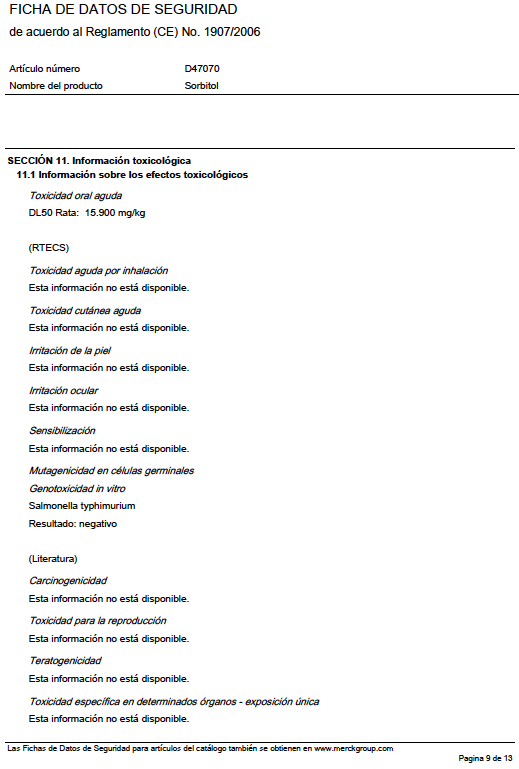 FICHA DE DATOS DE SEGURIDAD
de acuerdo al Reglamento (CE) No. 1907/2006
Artículo número D47070
Nombre del producto Sorbitol
SECCIÓN 11. Información toxicológica
11.1 Información sobre los efectos toxicológicos
Toxicidad oral aguda
DL50 Rata: 15.900 mg/kg
(RTECS)
Toxicidad aguda por inhalación
Esta información no está disponible.
Toxicidad cutánea aguda
Esta información no está disponible.
Irritación de la piel
Esta información no está disponible.
Irritación ocular
Esta información no está disponible.
Sensibilización
Esta información no está disponible.
Mutagenicidad en células germinales
Genotoxicidad in vitro
Salmonella typhimurium
Resultado: negativo
(Literatura)
Carcinogenicidad
Esta información no está disponible.
Toxicidad para la reproducción
Esta información no está disponible.
Teratogenicidad
Esta información no está disponible.
Toxicidad específica en determinados órganos - exposición única
Esta información no está disponible.
Las Fichas de Datos de Seguridad para artículos del catálogo también se obtienen en www.merckgroup.com
Pagina 9 de 13